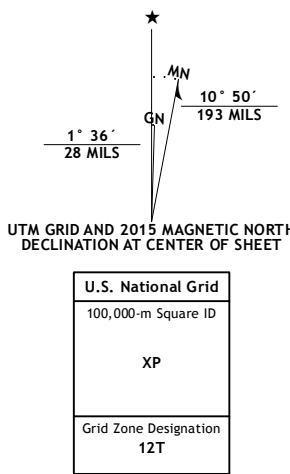 ★
MN
GN
1° 36´
28 MILS
10° 50´
193 MILS
UTM GRID AND 2015 MAGNETIC NORTH
DECLINATION AT CENTER OF SHEET
U.S. National Grid
100,000-m Square ID
XP
Grid Zone Designation
12T